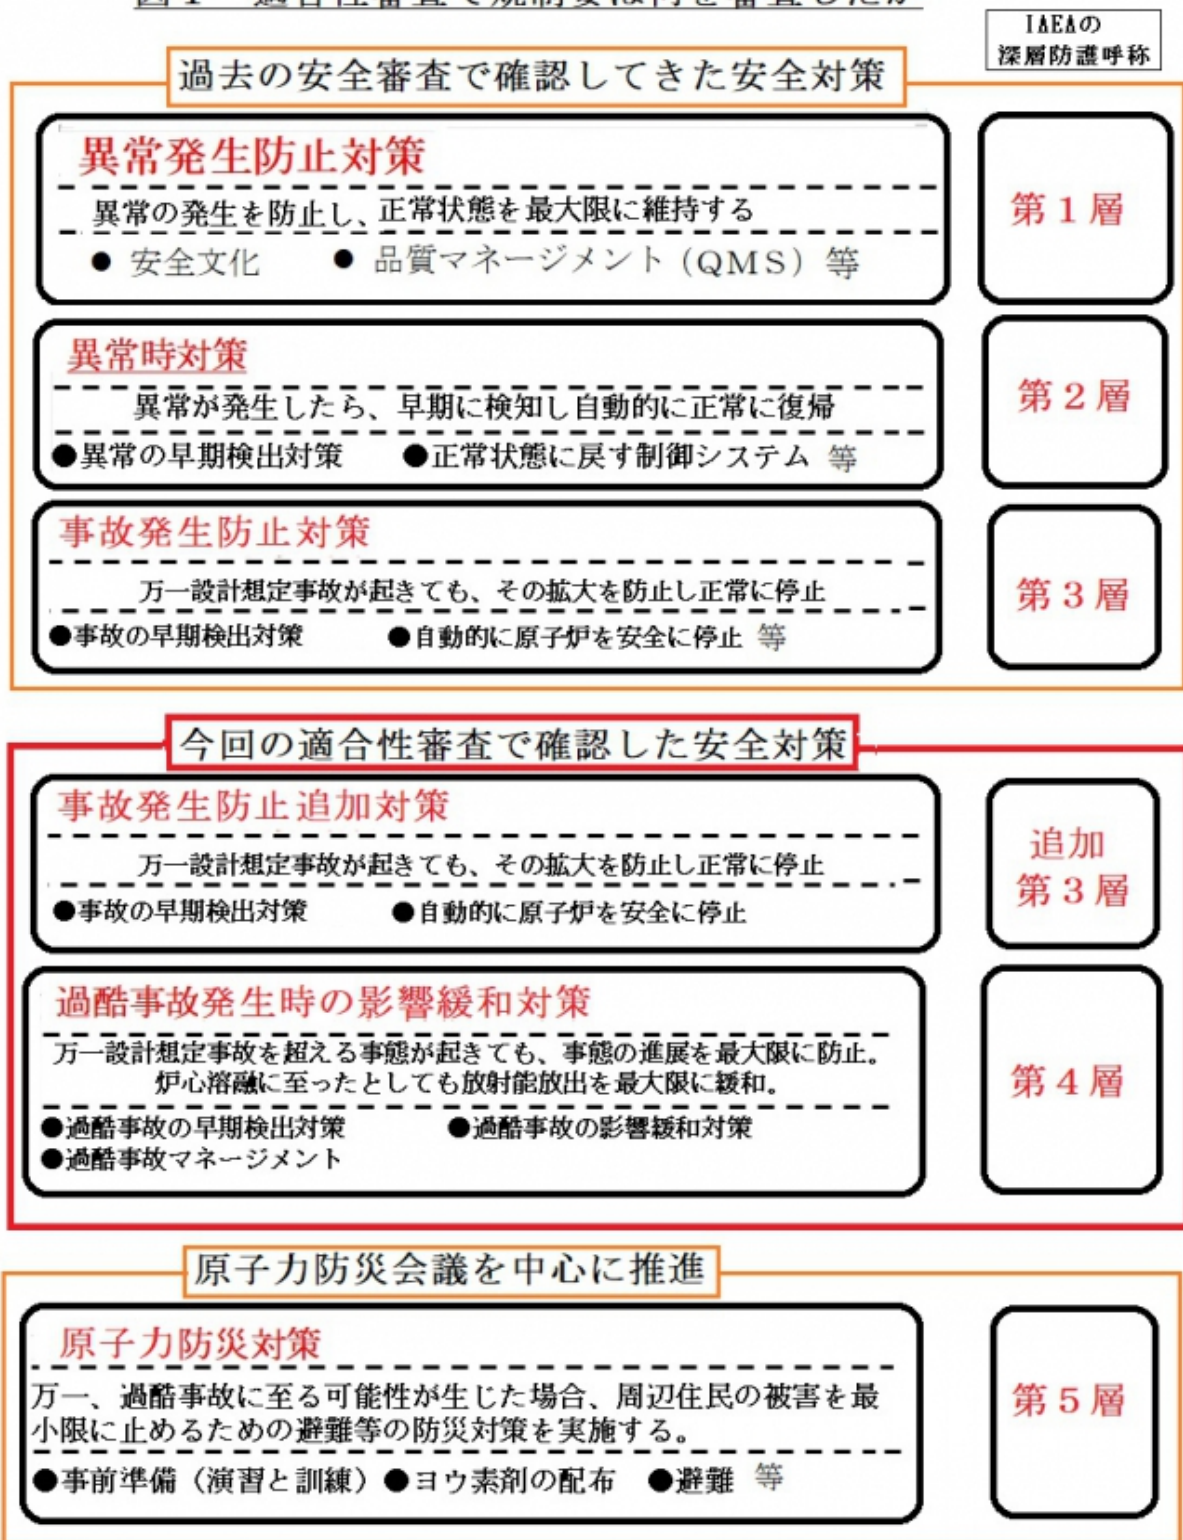 図１　適合性審査で規制委は何を審査したか
IAEAの
深層防護呼称
過去の安全審査で確認してきた安全対策
異常発生防止対策
異常の発生を防止し、正常状態を最大限に維持する
● 安全文化　● 品質マネージメント（QMS）等
第１層
異常時対策
異常が発生したら、早期に検知し自動的に正常に復帰
●異常の早期検出対策　●正常状態に戻す制御システム 等
第２層
事故発生防止対策
万一設計想定事故が起きても、その拡大を防止し正常に停止
●事故の早期検出対策　●自動的に原子炉を安全に停止 等
第３層
今回の適合性審査で確認した安全対策
事故発生防止追加対策
万一設計想定事故が起きても、その拡大を防止し正常に停止
●事故の早期検出対策　●自動的に原子炉を安全に停止
追加
第３層
過酷事故発生時の影響緩和対策
万一設計想定事故を超える事態が起きても、事態の進展を最大限に防止。
炉心溶融に至ったとしても放射能放出を最大限に緩和。
●過酷事故の早期検出対策　●過酷事故の影響緩和対策
●過酷事故マネージメント
第４層
原子力防災会議を中心に推進
原子力防災対策
万一、過酷事故に至る可能性が生じた場合、周辺住民の被害を最
小限に止めるための避難等の防災対策を実施する。
●事前準備（演習と訓練）●ヨウ素剤の配布　●避難 等
第５層